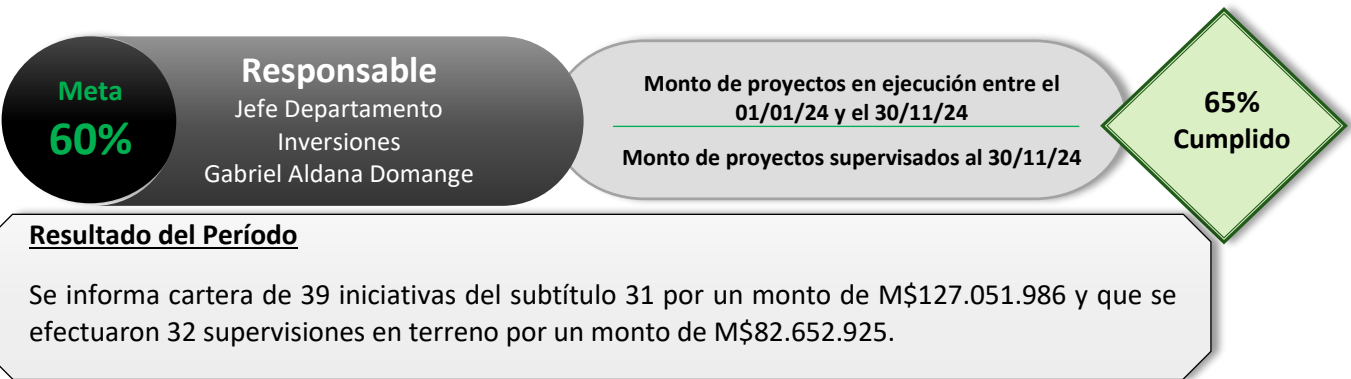 Meta
60%
Responsable
Jefe Departamento
Inversiones
Gabriel Aldana Domange
Monto de proyectos en ejecución entre el
01/01/24 y el 30/11/24
Monto de proyectos supervisados al 30/11/24
65%
Cumplido
Resultado del Período
Se informa cartera de 39 iniciativas del subtítulo 31 por un monto de M$127.051.986 y que se
efectuaron 32 supervisiones en terreno por un monto de M$82.652.925.